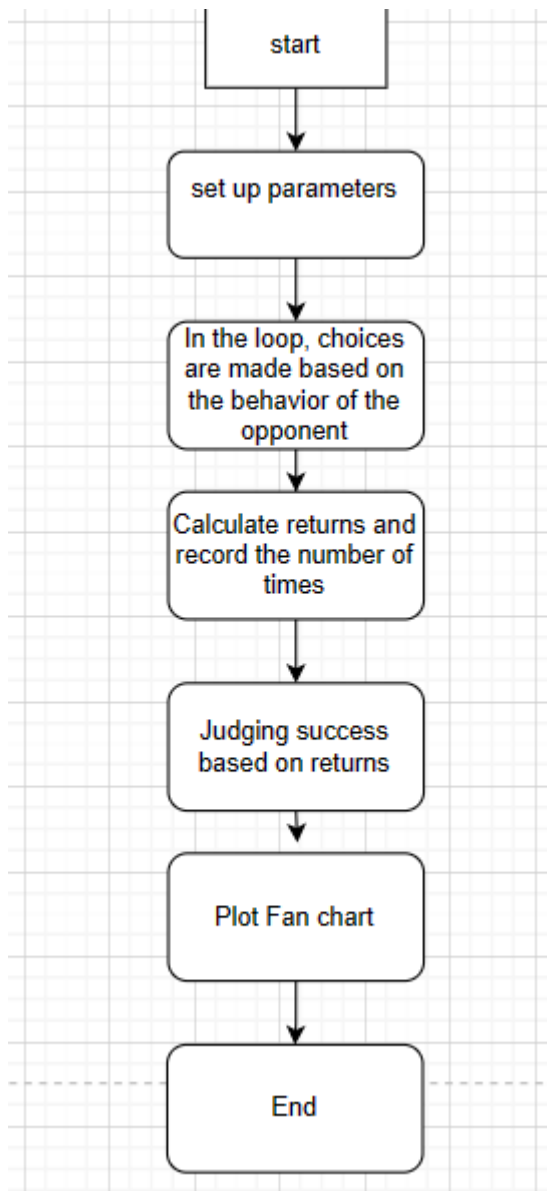 start
set up parameters
In the loop, choices
are made based on
the behavior of the
opponent
Calculate returns and
record the number of
times
Judging success
based on returns
Plot Fan chart
End